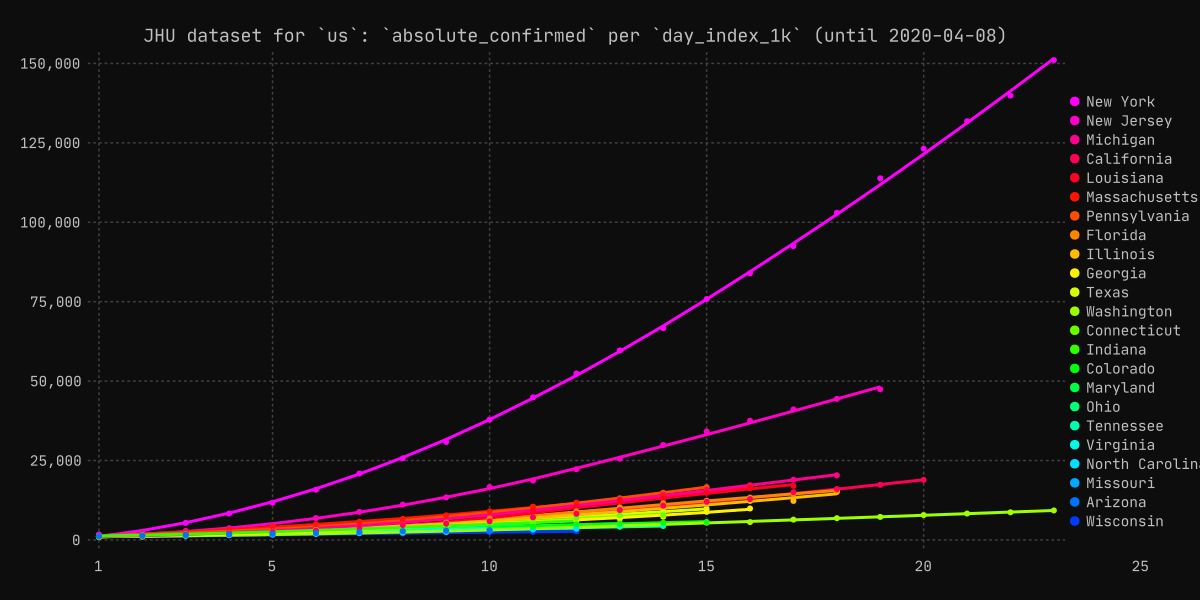 JHU dataset for `us`: `absolute_confirmed` per `day_index_1k` (until 2020-04-08)
150,000
125,000
100,000
75,000
50,000
25,000
0
1 5 10 15 20 25
New York
New Jersey
Michigan
California
Louisiana
Massachusetts
Pennsylvania
Florida
Illinois
Georgia
Texas
Washington
Connecticut
Indiana
Colorado
Maryland
Ohio
Tennessee
Virginia
North Carolina
Missouri
Arizona
Wisconsin